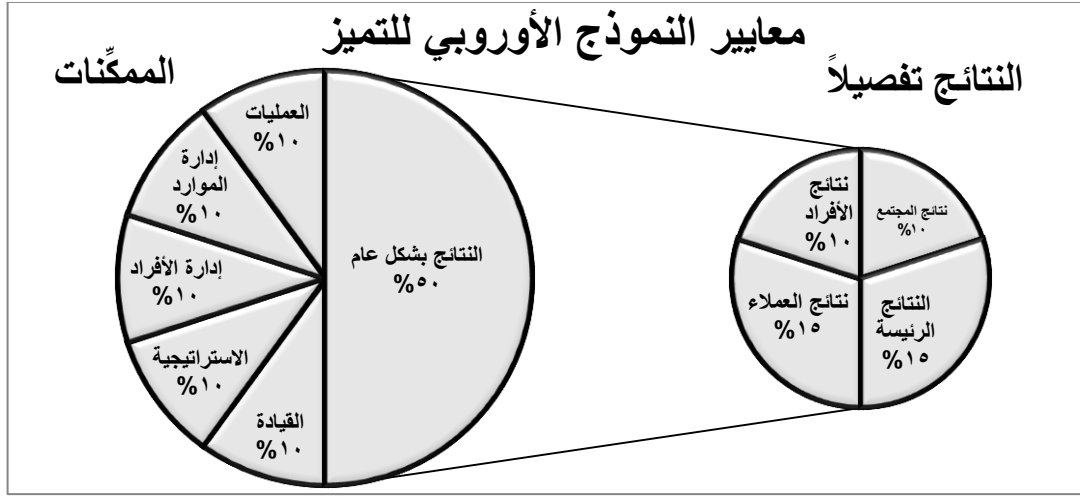 معايير النموذج الأوروبي للتميز
النتائج تفصيلاً
الممكِّنات
نتائج المجتمع
%١٠
نتائج
الأفراد
%١٠
النتائج
الرئيسة
%١٥
نتائج العملاء
%١٥
النتائج بشكل عام
%٥٠
العمليات
%١٠
إدارة
الموارد
%١٠
إدارة الأفراد
%١٠
الاستراتيجية
%١٠
القيادة
%١٠